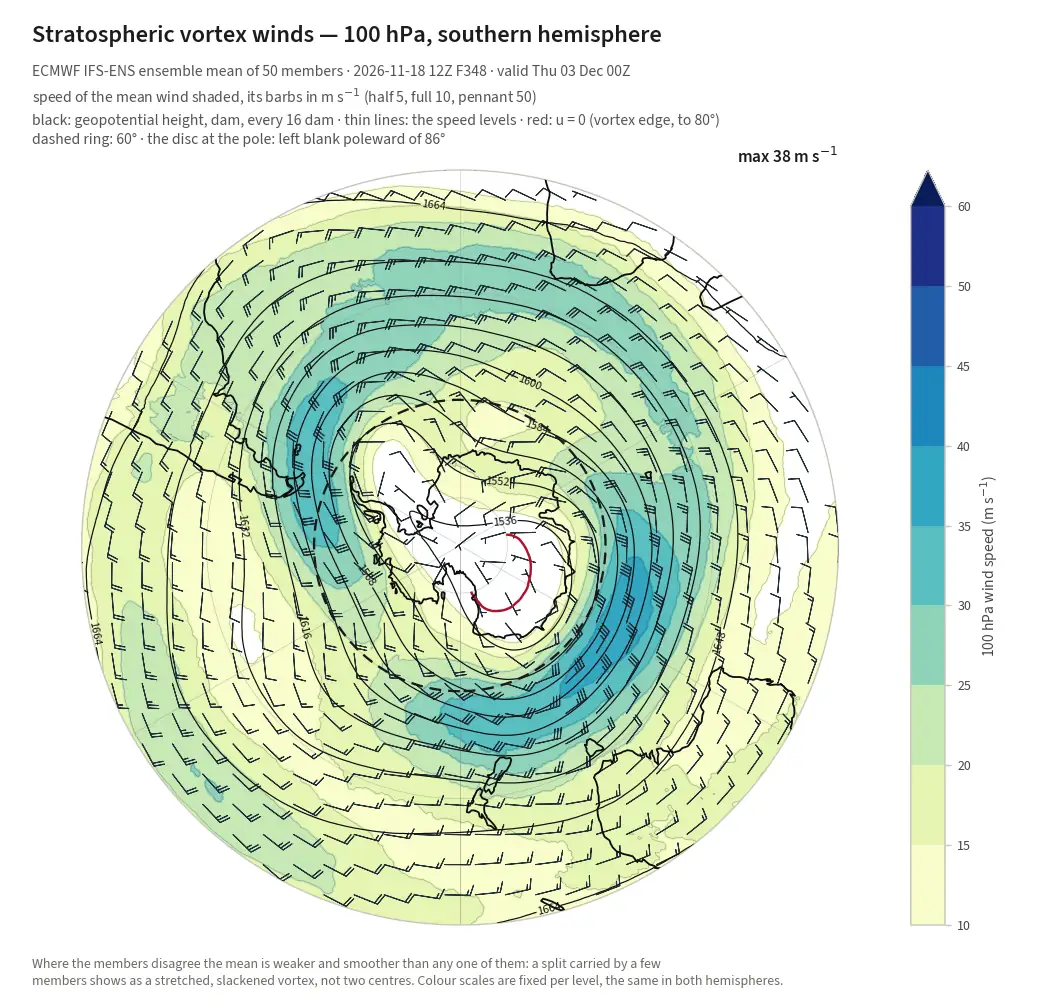 Stratospheric vortex winds — 100 hPa, southern hemisphere
ECMWF IFS-ENS ensemble mean of 50 members · 2026-11-18 12Z F348 · valid Thu 03 Dec 00Z
speed of the mean wind shaded, its barbs in m s⁻¹ (half 5, full 10, pennant 50)
black: geopotential height, dam, every 16 dam · thin lines: the speed levels · red: u = 0 (vortex edge, to 80°)
dashed ring: 60° · the disc at the pole: left blank poleward of 86°
max 38 m s⁻¹
1664
1600
1584
1552
1536
1632
1616
1664
1648
60
50
45
40
35
30
25
20
15
10
100 hPa wind speed (m s⁻¹)
Where the members disagree the mean is weaker and smoother than any one of them: a split carried by a few
members shows as a stretched, slackened vortex, not two centres. Colour scales are fixed per level, the same in both hemispheres.